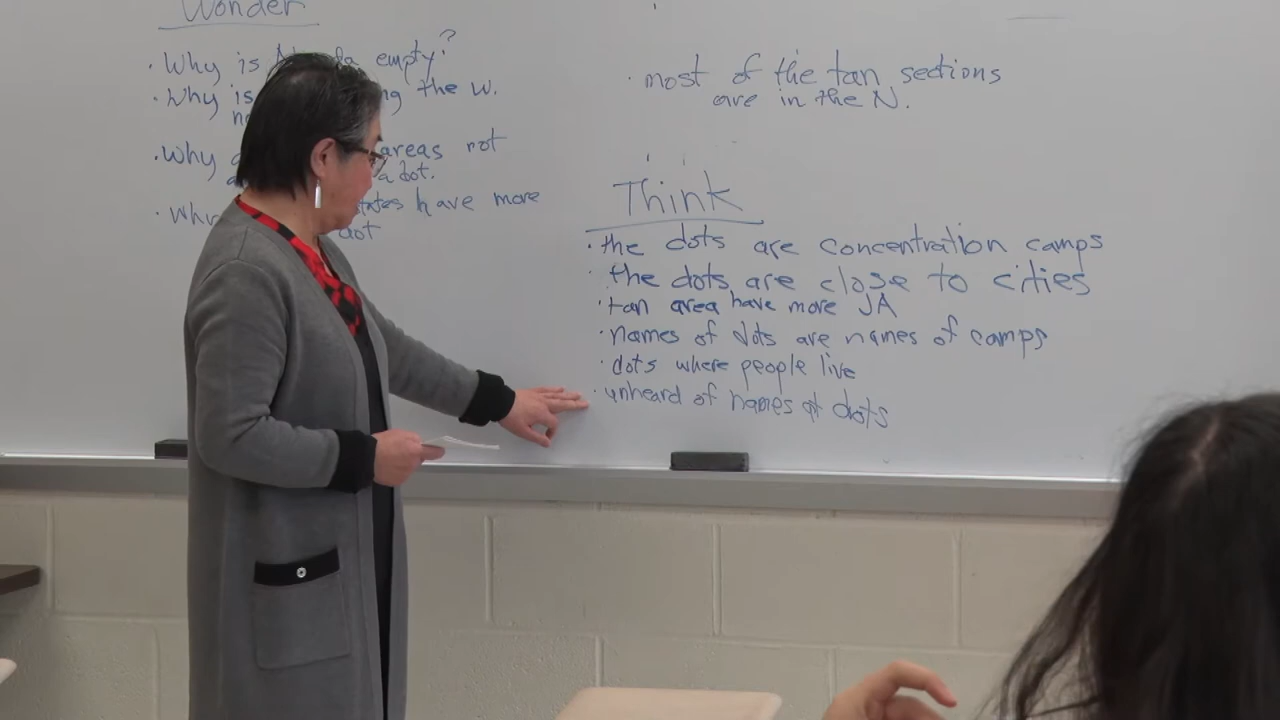 Wonder
· Why is empty?
· Why is the w.
· Why areas not
a dot.
· have more
dot
· most of the tan sections
are in the N.
Think
· the dots are concentration camps
· the dots are close to cities
· tan area have more JA
· names of dots are names of camps
· dots where people live
· unheard of names of dots